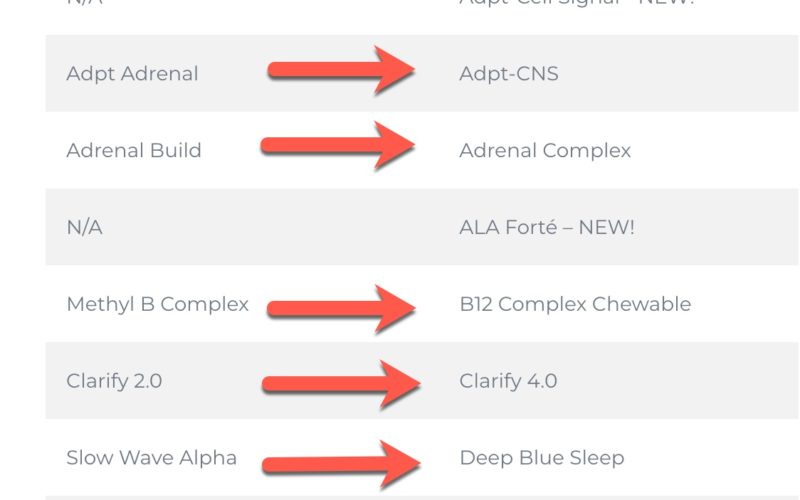 N/A Adpt-Cell Signal - NEW!
Adpt Adrenal Adpt-CNS
Adrenal Build Adrenal Complex
N/A ALA Forté – NEW!
Methyl B Complex B12 Complex Chewable
Clarify 2.0 Clarify 4.0
Slow Wave Alpha Deep Blue Sleep